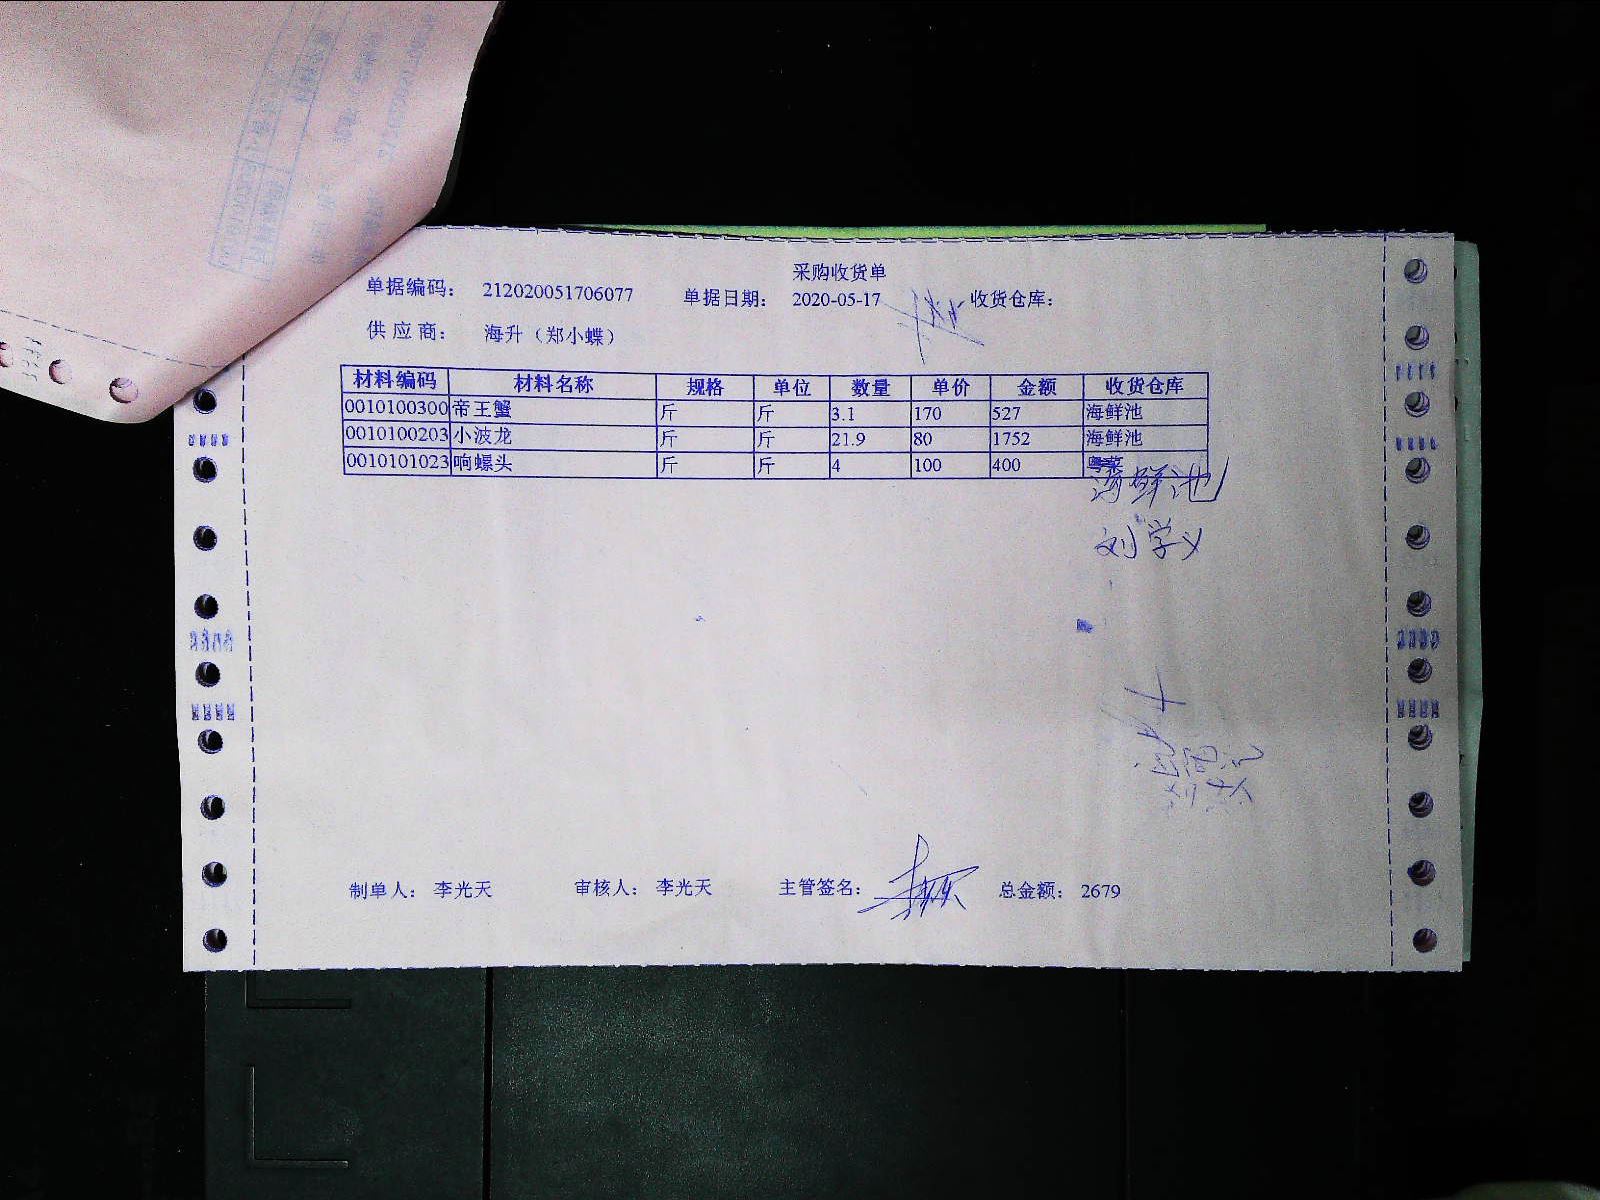 采购收货单
单据编码： 212020051706077 单据日期： 2020-05-17 收货仓库：
供 应 商： 海升（郑小蝶）
材料编码 材料名称 规格 单位 数量 单价 金额 收货仓库
0010100300 帝王蟹 斤 斤 3.1 170 527 海鲜池
0010100203 小波龙 斤 斤 21.9 80 1752 海鲜池
0010101023 响螺头 斤 斤 4 100 400 粤菜
海鲜池
刘学义
制单人： 李光天 审核人： 李光天 主管签名： 总金额： 2679